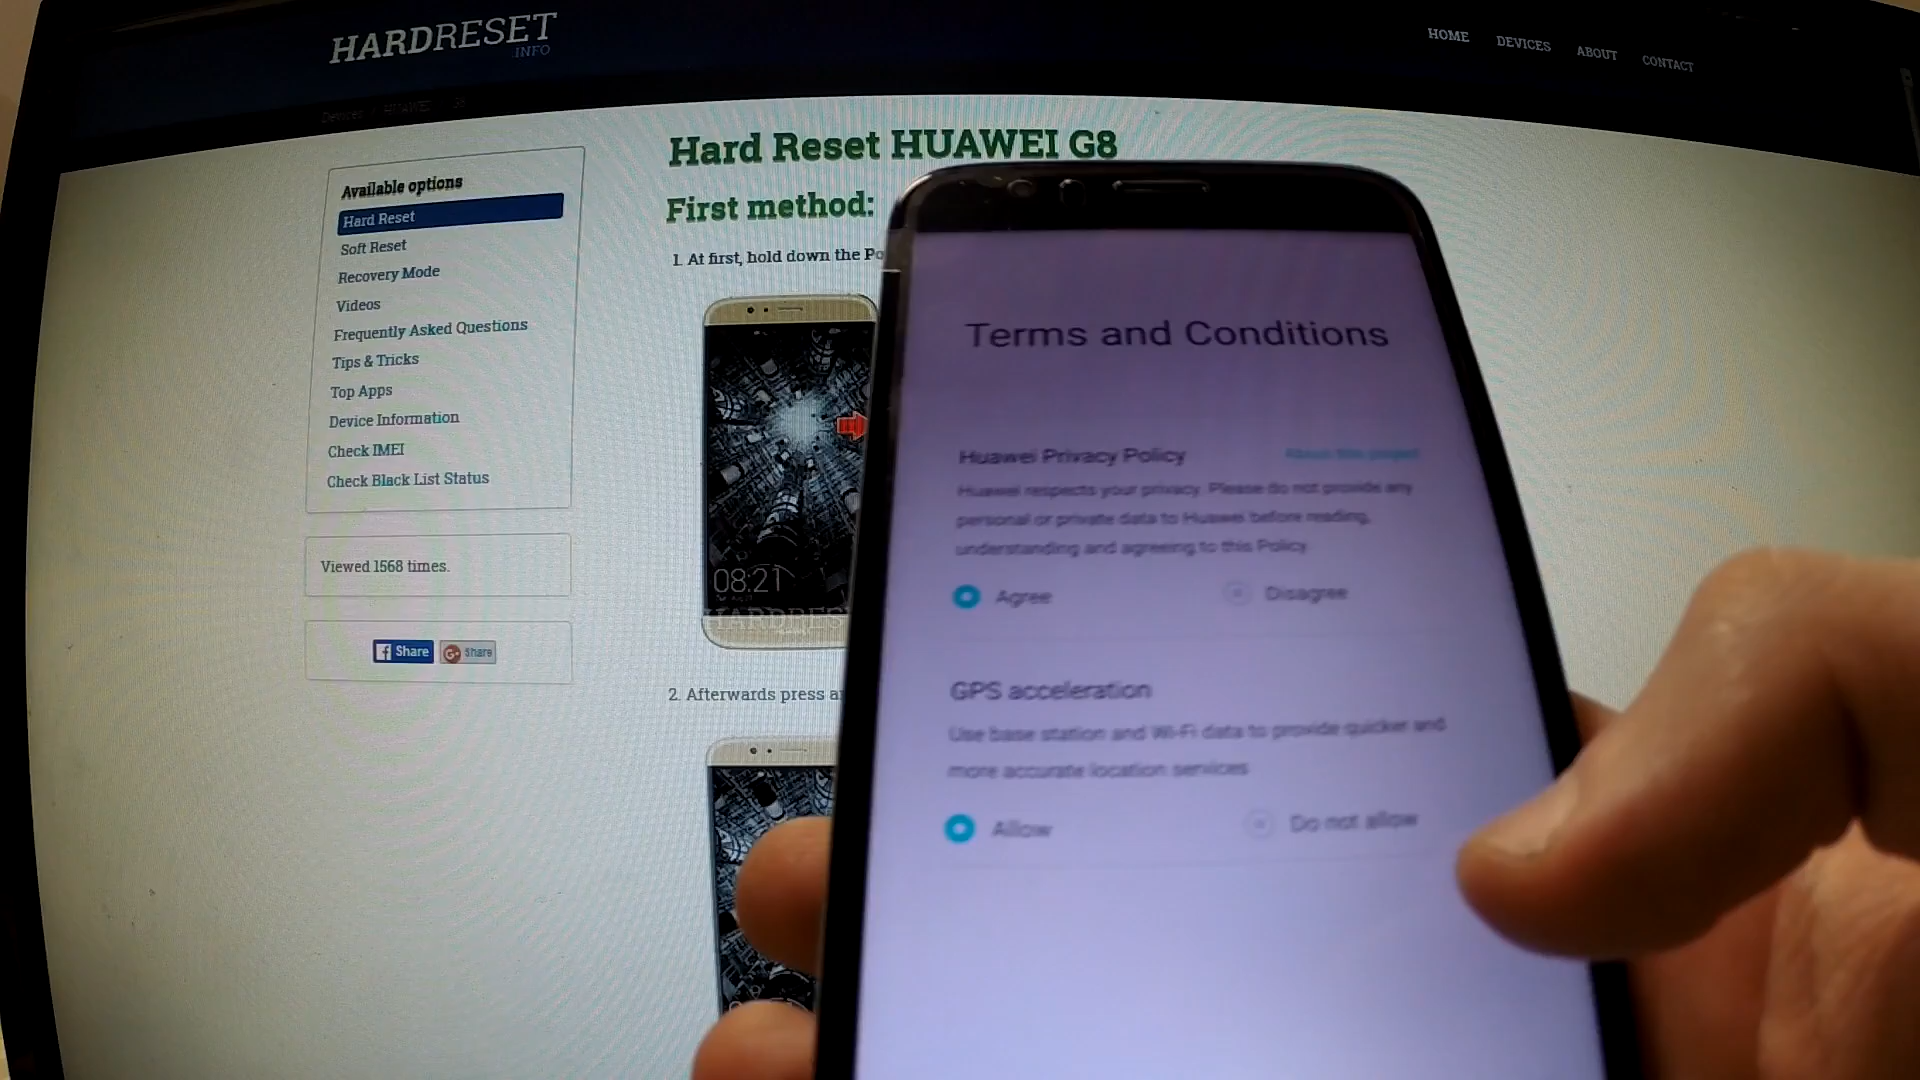 HARDRESET
.INFO
HOME
DEVICES
ABOUT
CONTACT
Devices / HUAWEI
Available options
Hard Reset
Soft Reset
Recovery Mode
Videos
Frequently Asked Questions
Tips & Tricks
Top Apps
Device Information
Check IMEI
Check Black List Status
Viewed 1568 times.
Share
Share
Hard Reset HUAWEI G8
First method:
1. At first, hold down the Po
08:21
HARDRES
2. Afterwards press a
Terms and Conditions
Huawei Privacy Policy
Huawei respects your privacy. Please do not provide any
personal or private data to Huawei before reading,
understanding and agreeing to this Policy.
Agree
Disagree
GPS acceleration
Use base station and Wi-Fi data to provide quicker and
more accurate location services
Allow
Do not allow